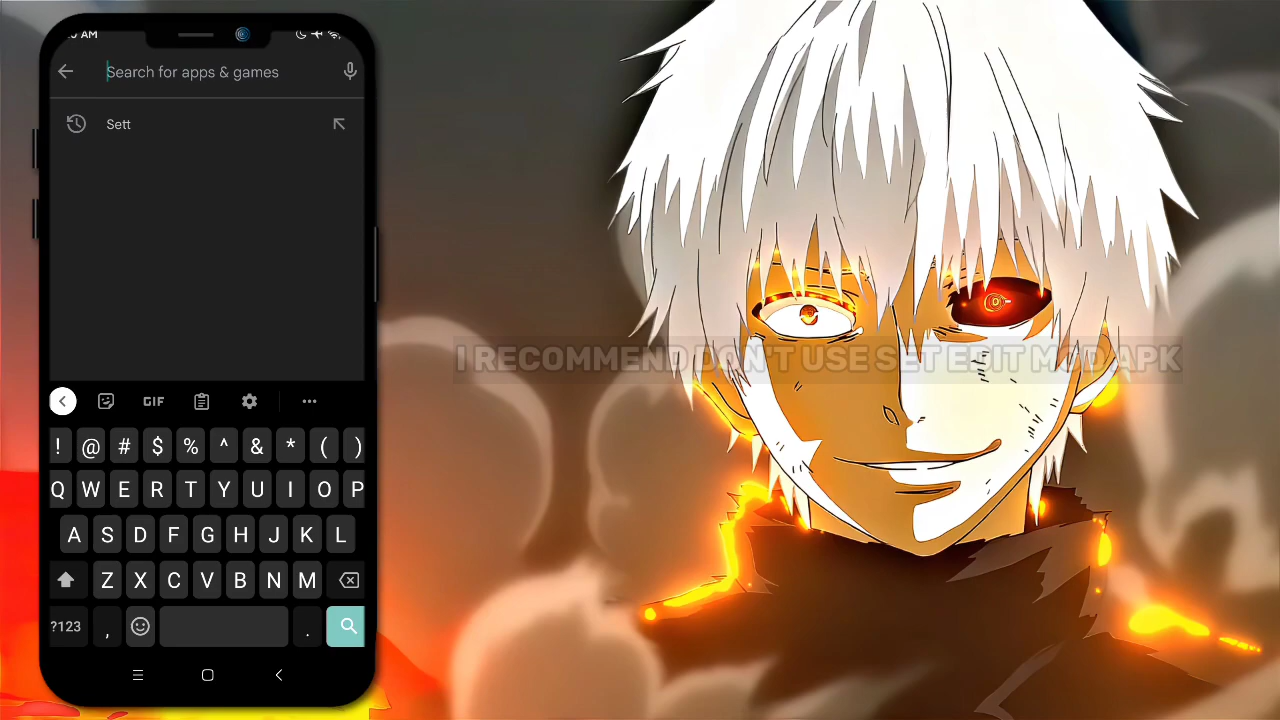 AM
Search for apps & games
Sett
GIF
! @ # $ % ^ & * ( )
Q W E R T Y U I O P
A S D F G H J K L
Z X C V B N M
?123 , .
I RECOMMEND DON'T USE SET EDIT MOD APK